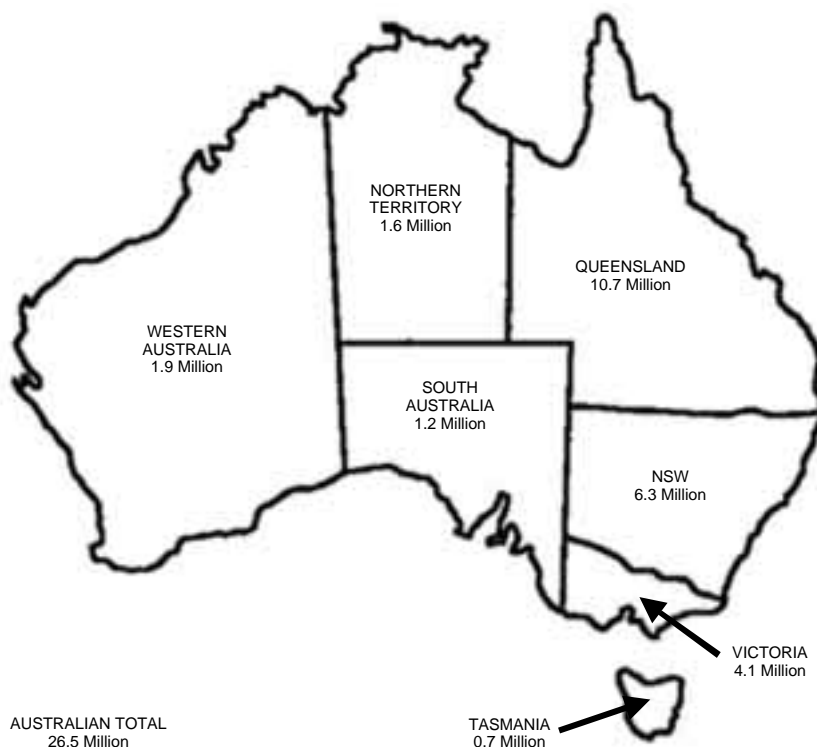 NORTHERN
TERRITORY
1.6 Million
QUEENSLAND
10.7 Million
WESTERN
AUSTRALIA
1.9 Million
SOUTH
AUSTRALIA
1.2 Million
NSW
6.3 Million
VICTORIA
4.1 Million
AUSTRALIAN TOTAL
26.5 Million
TASMANIA
0.7 Million